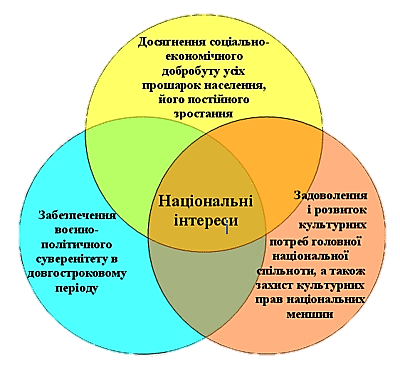 Досягнення соціально-
економічного
добробуту усіх
прошарок населення,
його постійного
зростання
Національні
інтереси
Забезпечення
воєнно-
політичного
суверенітету в
довгостроковому
періоду
Задоволення
і розвиток
культурних
потреб головної
національної
спільноти, а також
захист культурних
прав національних
меншин